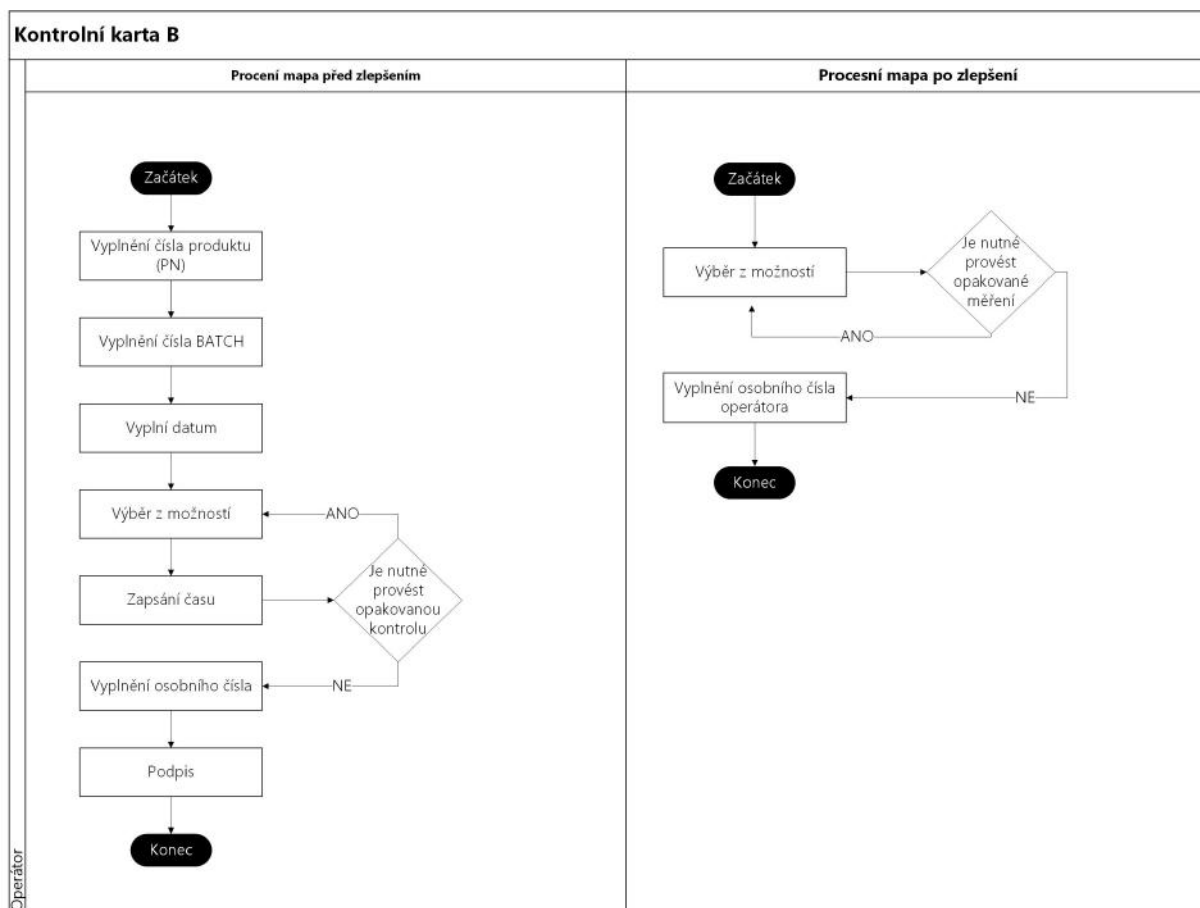 Kontrolní karta B
Procení mapa před zlepšením
Začátek
Vyplnění čísla produktu
(PN)
Vyplnění čísla BATCH
Vyplní datum
Výběr z možností
ANO
Zapsání času
Je nutné
provést
opakovanou
kontrolu
Vyplnění osobního čísla
NE
Podpis
Konec
Procesní mapa po zlepšení
Začátek
Výběr z možností
Je nutné
provést
opakované
měření
ANO
Vyplnění osobního čísla
operátora
NE
Konec
Operátor